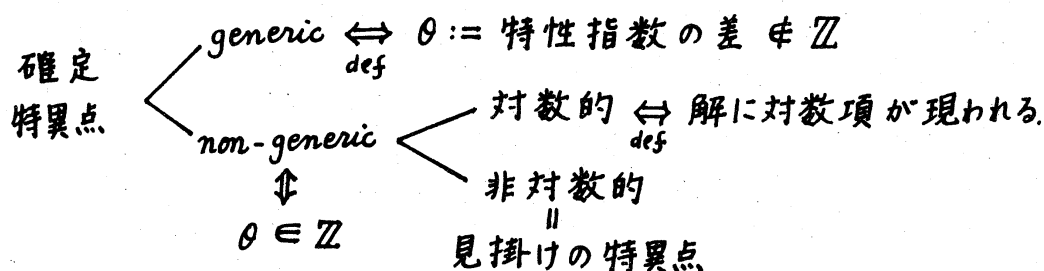 確定
特異点
generic ⇔ def θ := 特性指数の差 ∉ ℤ
non-generic
⇕
θ ∈ ℤ
対数的 ⇔ def 解に対数項が現われる.
非対数的
||
見掛けの特異点